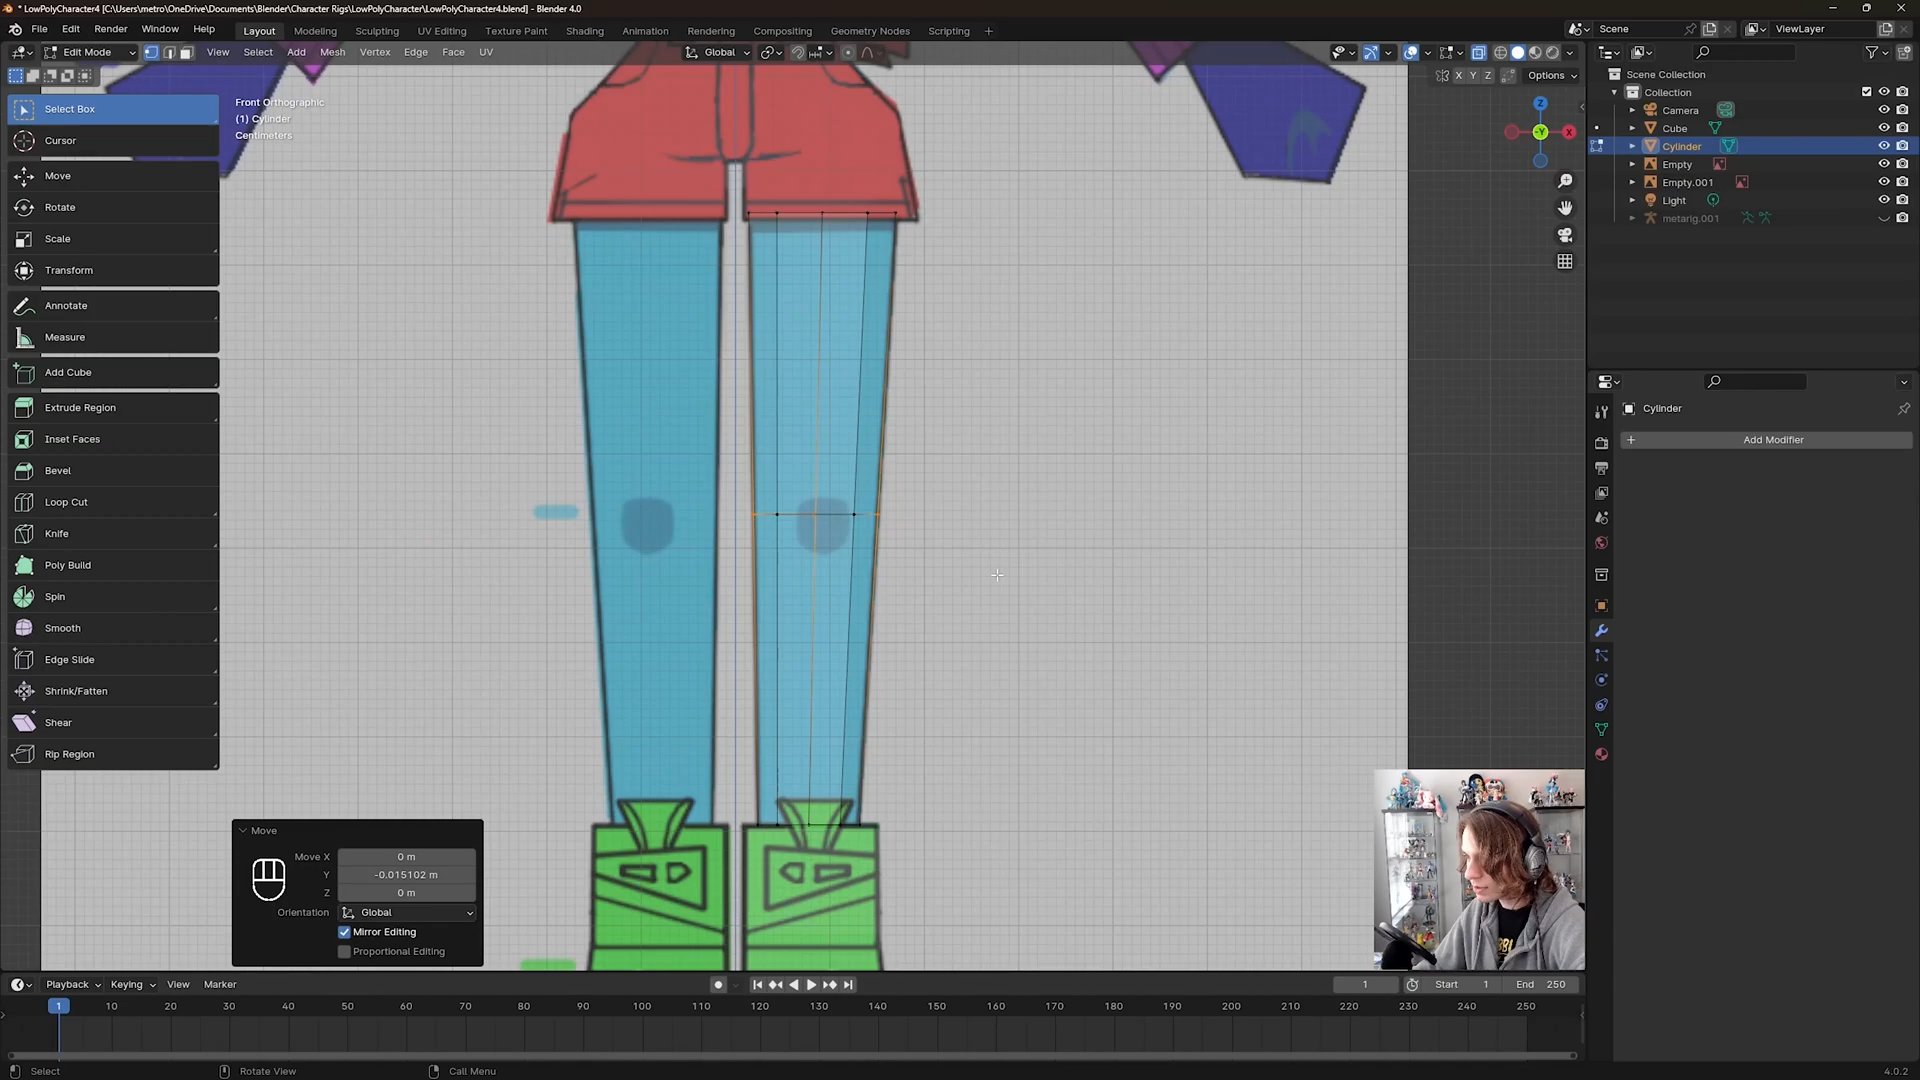 * LowPolyCharacter4 [C:\Users\metro\OneDrive\Documents\Blender\Character Rigs\LowPolyCharacter\LowPolyCharacter4.blend] - Blender 4.0
File Edit Render Window Help Layout Modeling Sculpting UV Editing Texture Paint Shading Animation Rendering Compositing Geometry Nodes Scripting + Scene ViewLayer
Edit Mode View Select Add Mesh Vertex Edge Face UV Global
X Y Z Options
Scene Collection
Collection
Camera
Cube
Cylinder
Empty
Empty.001
Light
metarig.001
Select Box
Cursor
Move
Rotate
Scale
Transform
Annotate
Measure
Add Cube
Extrude Region
Inset Faces
Bevel
Loop Cut
Knife
Poly Build
Spin
Smooth
Edge Slide
Shrink/Fatten
Shear
Rip Region
Front Orthographic
(1) Cylinder
Centimeters
Z
-Y X
Cylinder
+ Add Modifier
Move
Move X 0 m
Y -0.015102 m
Z 0 m
Orientation Global
Mirror Editing
Proportional Editing
Playback Keying View Marker 1 Start 1 End 250
1 10 20 30 40 50 60 70 80 90 100 110 120 130 140 150 160 170 180 190 200 210 220 230 240 250
Select Rotate View Call Menu 4.0.2